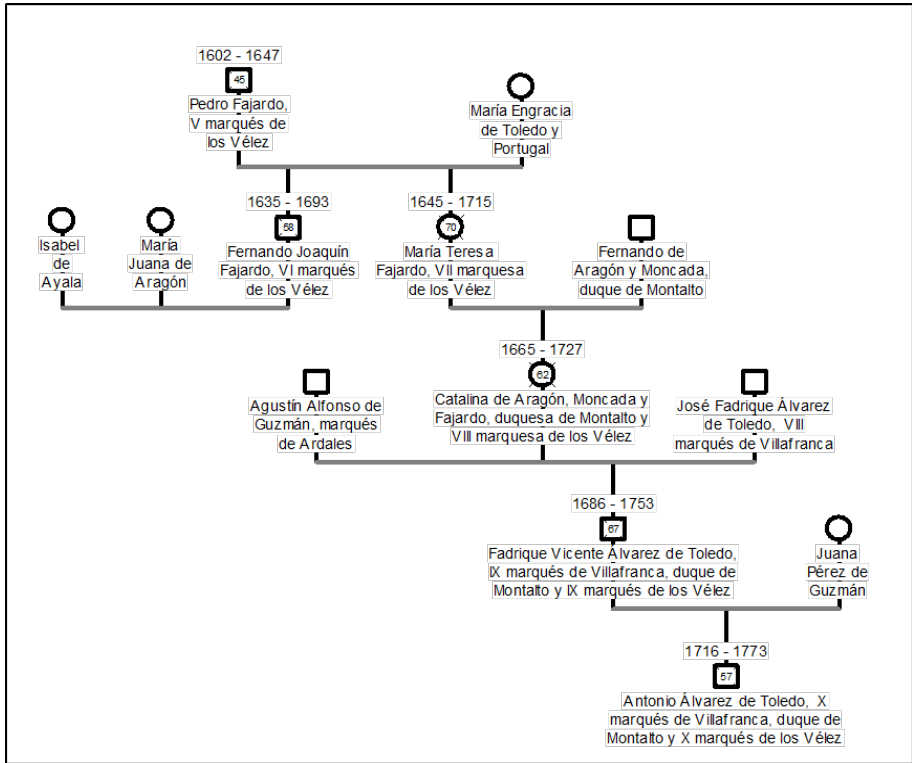 1602 - 1647
45
Pedro Fajardo,
V marqués de
los Vélez
María Engracia
de Toledo y
Portugal
1635 - 1693
1645 - 1715
58
70
Isabel
de
Ayala
María
Juana de
Aragón
Fernando Joaquín
Fajardo, VI marqués
de los Vélez
María Teresa
Fajardo, VII marquesa
de los Vélez
Fernando de
Aragón y Moncada,
duque de Montalto
1665 - 1727
62
Agustín Alfonso de
Guzmán, marqués
de Ardales
Catalina de Aragón, Moncada y
Fajardo, duquesa de Montalto y
VIII marquesa de los Vélez
José Fadrique Álvarez
de Toledo, VIII
marqués de Villafranca
1686 - 1753
67
Fadrique Vicente Álvarez de Toledo,
IX marqués de Villafranca, duque de
Montalto y IX marqués de los Vélez
Juana
Pérez de
Guzmán
1716 - 1773
57
Antonio Álvarez de Toledo, X
marqués de Villafranca, duque de
Montalto y X marqués de los Vélez